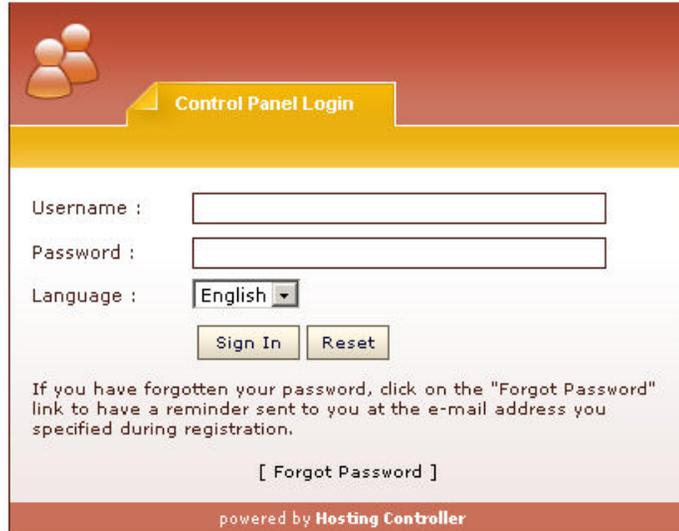 Control Panel Login
Username :
Password :
Language : English
Sign In Reset
If you have forgotten your password, click on the "Forgot Password"
link to have a reminder sent to you at the e-mail address you
specified during registration.
[ Forgot Password ]
powered by Hosting Controller